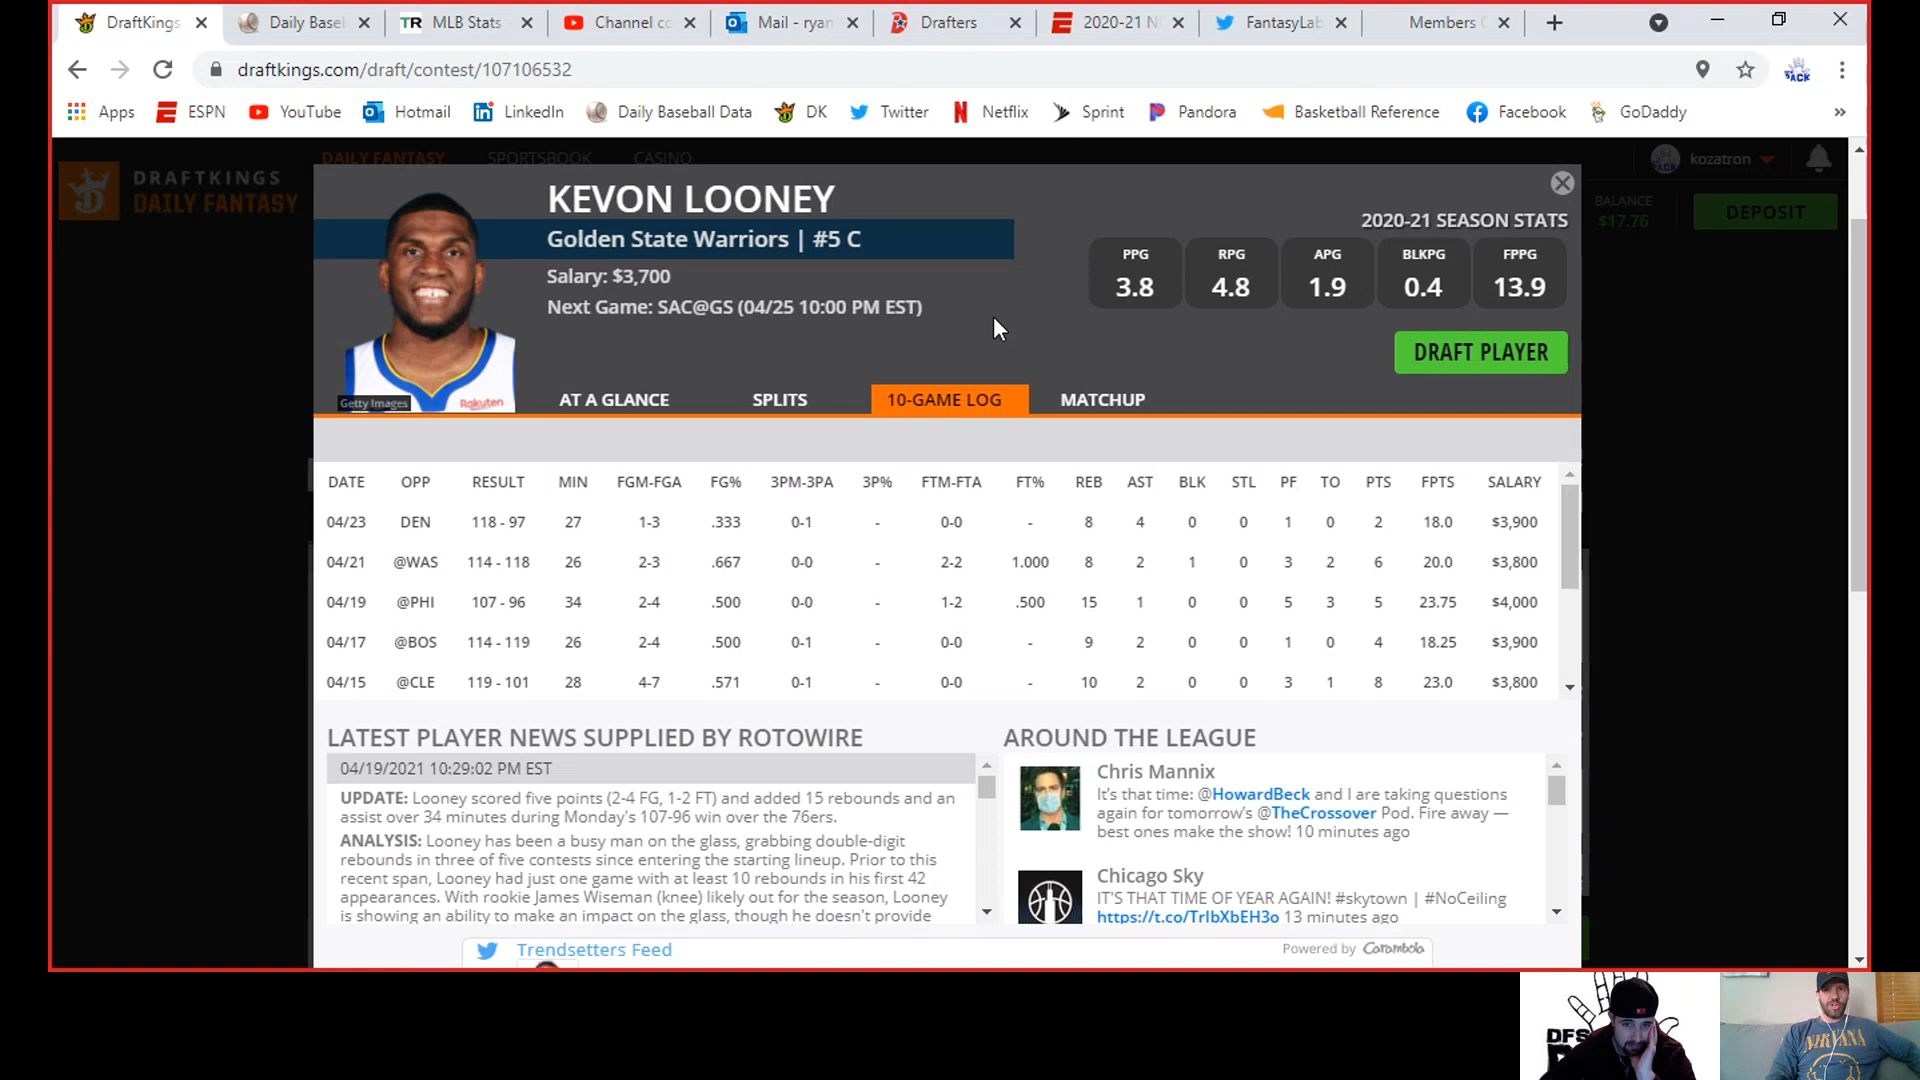 DraftKings
Daily Basel
TR MLB Stats
Channel co
Mail - ryan
Drafters
2020-21 N
FantasyLab
Members
draftkings.com/draft/contest/107106532
Apps
ESPN
YouTube
Hotmail
LinkedIn
Daily Baseball Data
DK
Twitter
Netflix
Sprint
Pandora
Basketball Reference
Facebook
GoDaddy
»
DRAFTKINGS
DAILY FANTASY
DAILY FANTASY SPORTSBOOK CASINO
kozatron
BALANCE
$17.76
DEPOSIT
KEVON LOONEY
Golden State Warriors | #5 C
Salary: $3,700
Next Game: SAC@GS (04/25 10:00 PM EST)
2020-21 SEASON STATS
PPG RPG APG BLKPG FPPG
3.8 4.8 1.9 0.4 13.9
DRAFT PLAYER
Getty Images
Rakuten
AT A GLANCE SPLITS 10-GAME LOG MATCHUP
DATE OPP RESULT MIN FGM-FGA FG% 3PM-3PA 3P% FTM-FTA FT% REB AST BLK STL PF TO PTS FPTS SALARY
04/23 DEN 118 - 97 27 1-3 .333 0-1 - 0-0 - 8 4 0 0 1 0 2 18.0 $3,900
04/21 @WAS 114 - 118 26 2-3 .667 0-0 - 2-2 1.000 8 2 1 0 3 2 6 20.0 $3,800
04/19 @PHI 107 - 96 34 2-4 .500 0-0 - 1-2 .500 15 1 0 0 5 3 5 23.75 $4,000
04/17 @BOS 114 - 119 26 2-4 .500 0-1 - 0-0 - 9 2 0 0 1 0 4 18.25 $3,900
04/15 @CLE 119 - 101 28 4-7 .571 0-1 - 0-0 - 10 2 0 0 3 1 8 23.0 $3,800
LATEST PLAYER NEWS SUPPLIED BY ROTOWIRE
04/19/2021 10:29:02 PM EST
UPDATE: Looney scored five points (2-4 FG, 1-2 FT) and added 15 rebounds and an
assist over 34 minutes during Monday's 107-96 win over the 76ers.
ANALYSIS: Looney has been a busy man on the glass, grabbing double-digit
rebounds in three of five contests since entering the starting lineup. Prior to this
recent span, Looney had just one game with at least 10 rebounds in his first 42
appearances. With rookie James Wiseman (knee) likely out for the season, Looney
is showing an ability to make an impact on the glass, though he doesn't provide
AROUND THE LEAGUE
Chris Mannix
It's that time: @HowardBeck and I are taking questions
again for tomorrow's @TheCrossover Pod. Fire away —
best ones make the show! 10 minutes ago
Chicago Sky
IT'S THAT TIME OF YEAR AGAIN! #skytown | #NoCeiling
https://t.co/TrIbXbEH3o 13 minutes ago
Trendsetters Feed
Powered by Carambola
DFS
NIRVANA